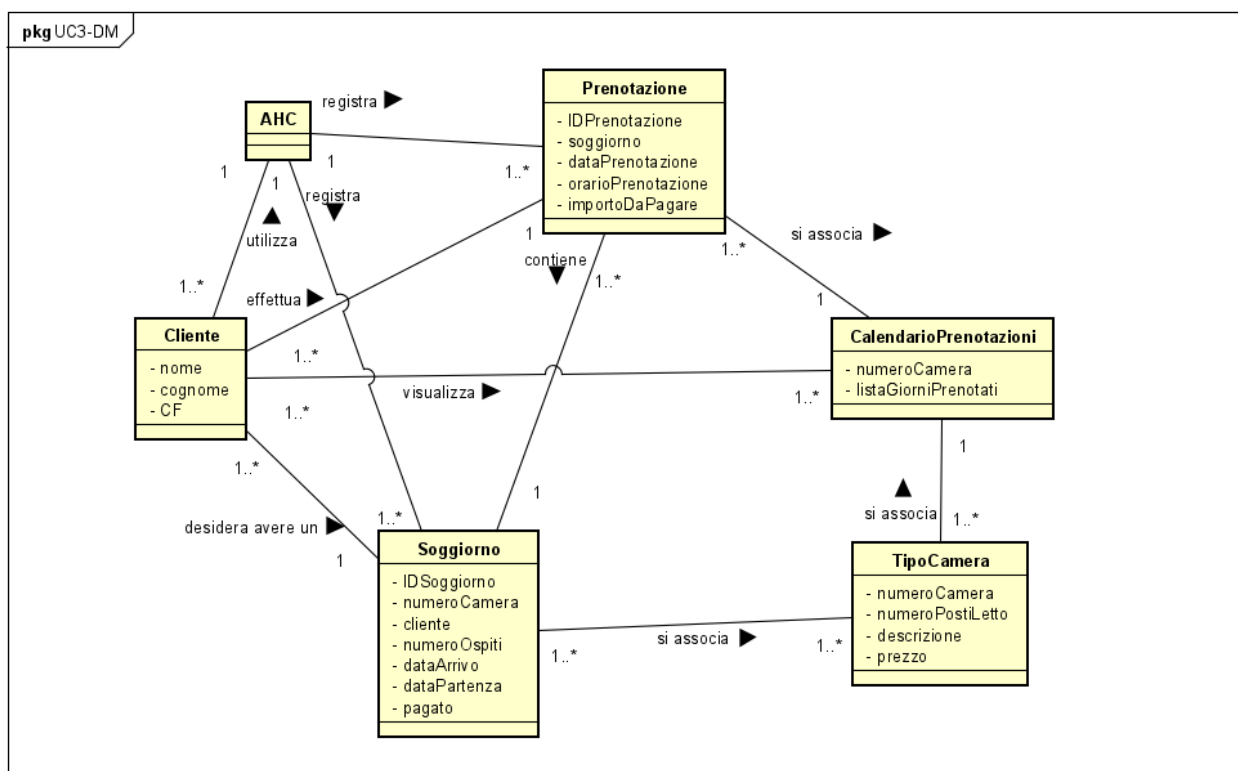 pkg UC3-DM
registra
AHC
1
1
1
registra
utilizza
1..*
Prenotazione
- IDPrenotazione
- soggiorno
- dataPrenotazione
- orarioPrenotazione
- importoDaPagare
1..*
1
contiene
1..*
1..*
si associa
1
effettua
Cliente
- nome
- cognome
- CF
1..*
1..*
1..*
visualizza
CalendarioPrenotazioni
- numeroCamera
- listaGiorniPrenotati
1..*
1
si associa
1..*
desidera avere un
1
1..*
1
Soggiorno
- IDSoggiorno
- numeroCamera
- cliente
- numeroOspiti
- dataArrivo
- dataPartenza
- pagato
si associa
1..*
1..*
TipoCamera
- numeroCamera
- numeroPostiLetto
- descrizione
- prezzo